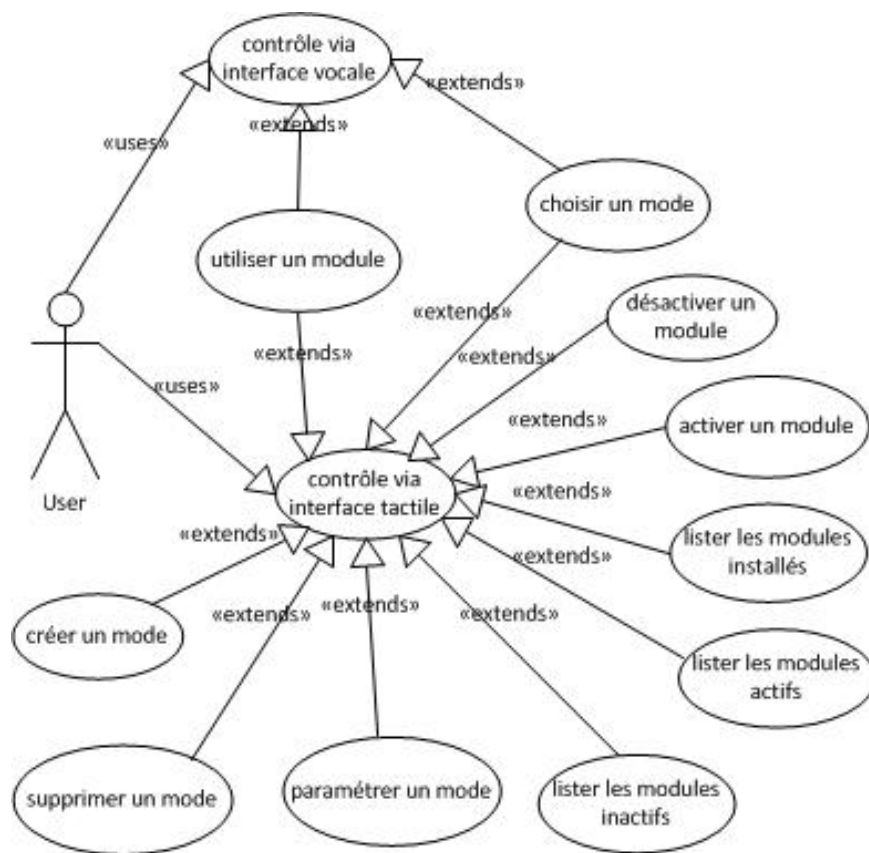 contrôle via
interface vocale
«extends»
«extends»
«uses»
choisir un mode
utiliser un module
désactiver un
module
«extends»
«extends»
«extends»
«uses»
«extends»
activer un module
contrôle via
interface tactile
User
«extends»
«extends»
lister les modules
installés
«extends»
«extends»
«extends»
«extends»
créer un mode
lister les modules
actifs
supprimer un mode
paramétrer un mode
lister les modules
inactifs